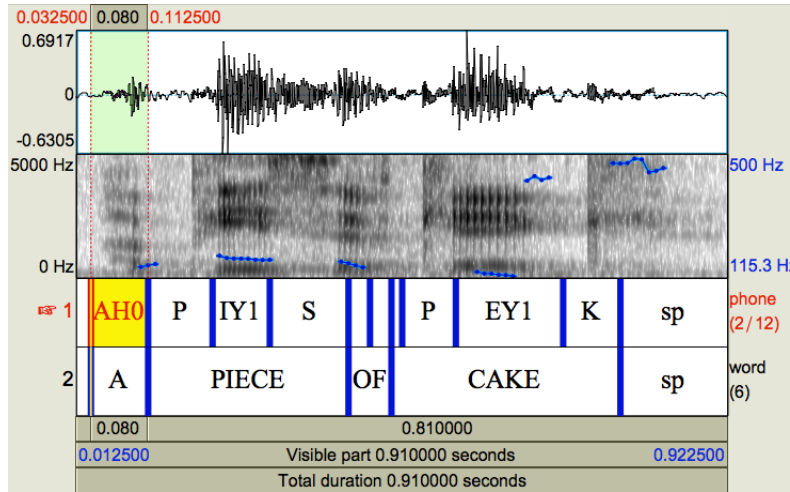 0.032500 0.080 0.112500
0.6917
0
-0.6305
5000 Hz 500 Hz
0 Hz 115.3 Hz
1 AH0 P IY1 S P EY1 K sp phone (2 / 12)
2 A PIECE OF CAKE sp word (6)
0.080 0.810000
0.012500 Visible part 0.910000 seconds 0.922500
Total duration 0.910000 seconds